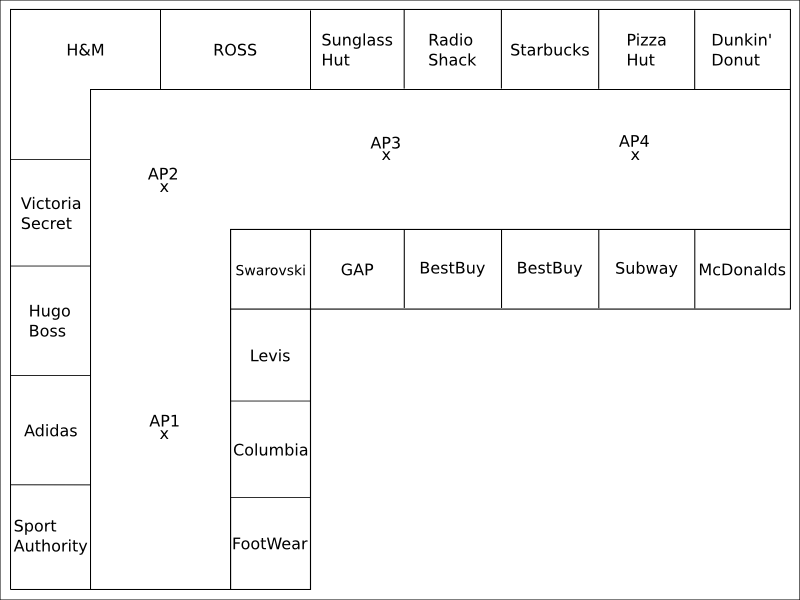 H&M
ROSS
Sunglass
Hut
Radio
Shack
Starbucks
Pizza
Hut
Dunkin'
Donut
AP3
x
AP4
x
AP2
x
Victoria
Secret
Swarovski
GAP
BestBuy
BestBuy
Subway
McDonalds
Hugo
Boss
Levis
AP1
x
Adidas
Columbia
Sport
Authority
FootWear